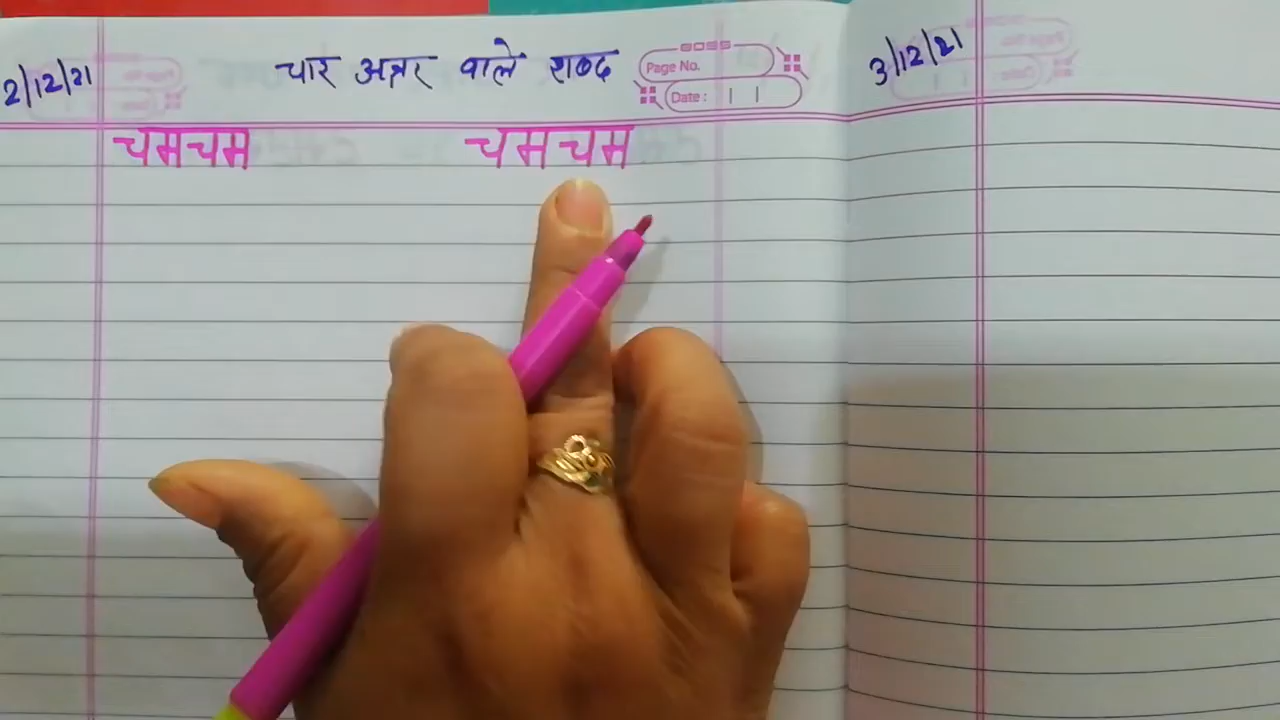 2/12/21 चार अक्षर वाले शब्द 3/12/21
Page No.
Date :
चमचम चमचम